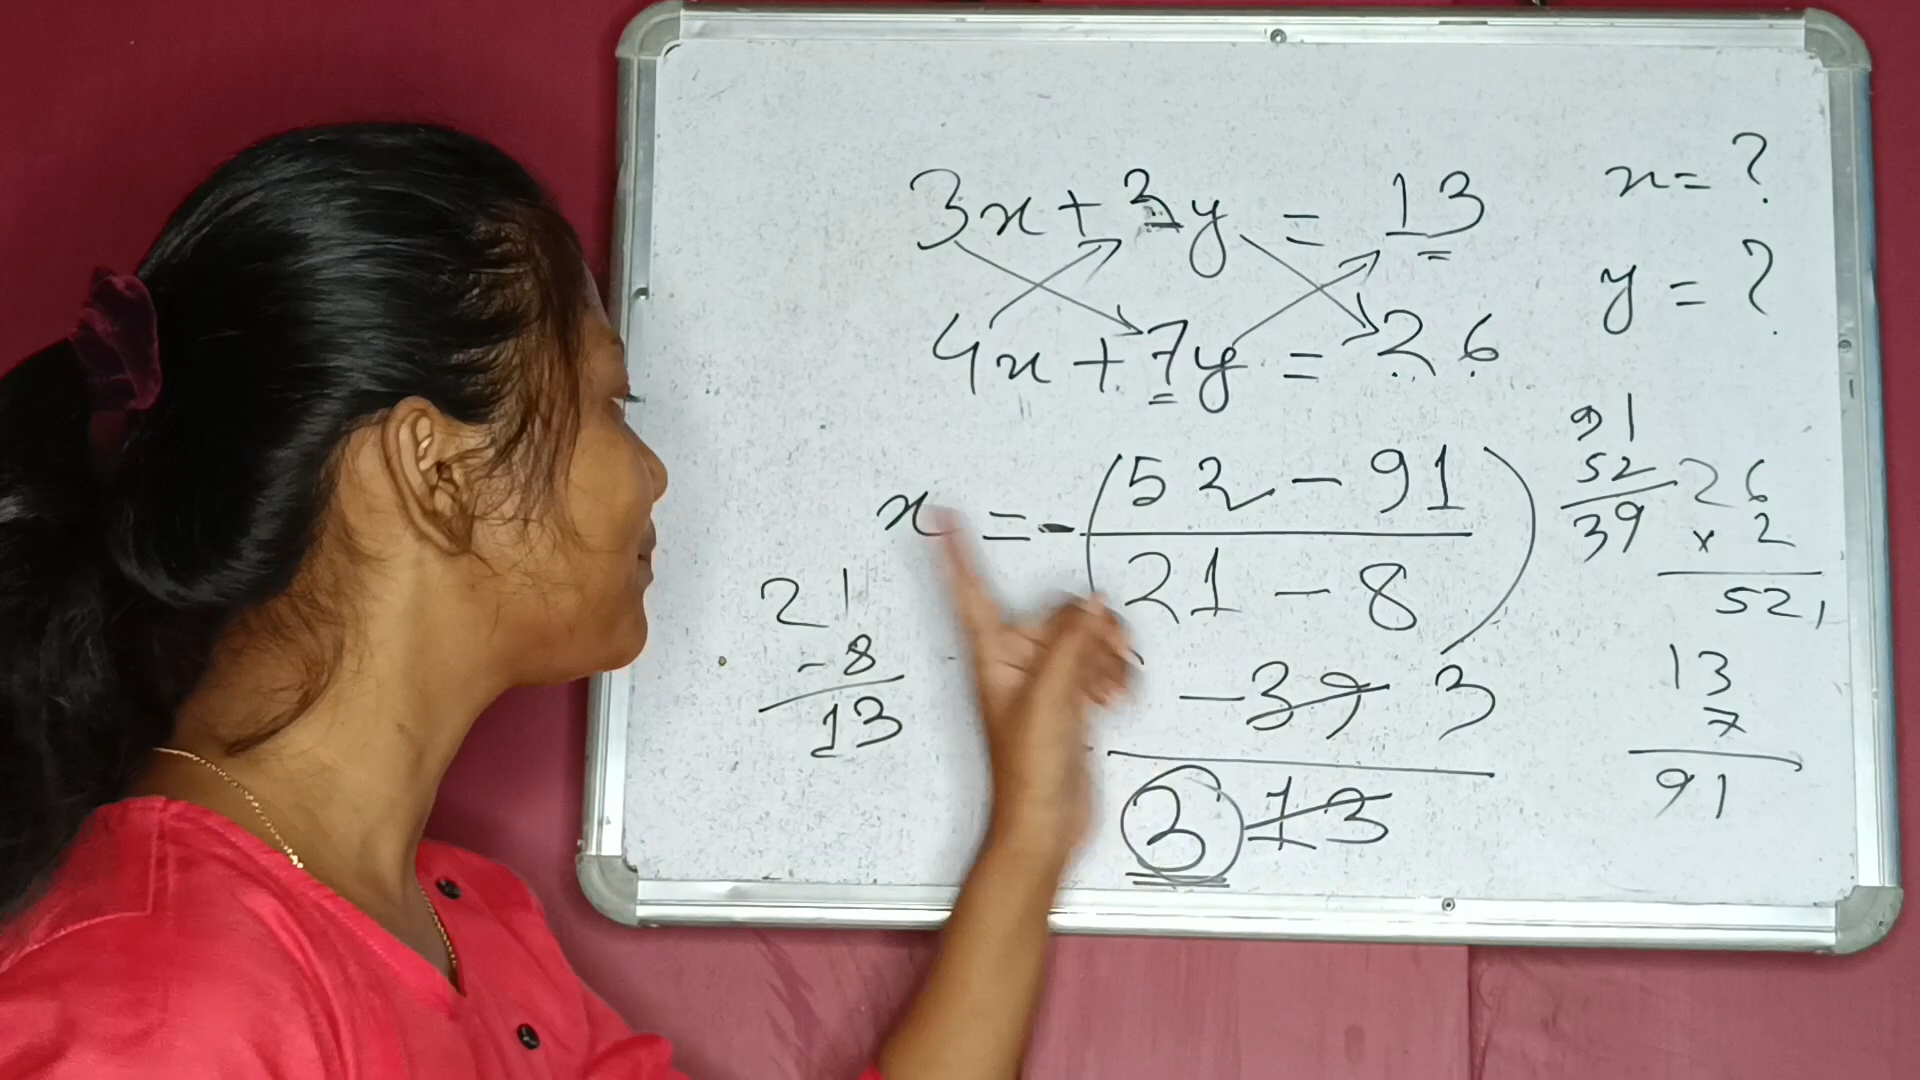 3x + 2y = 13
4x + 7y = 26
x = ?
y = ?
x = - (52 - 91
21 - 8)
- 39 3
3 13
21
- 8
13
91
52
39
26
x 2
52
13
7
91